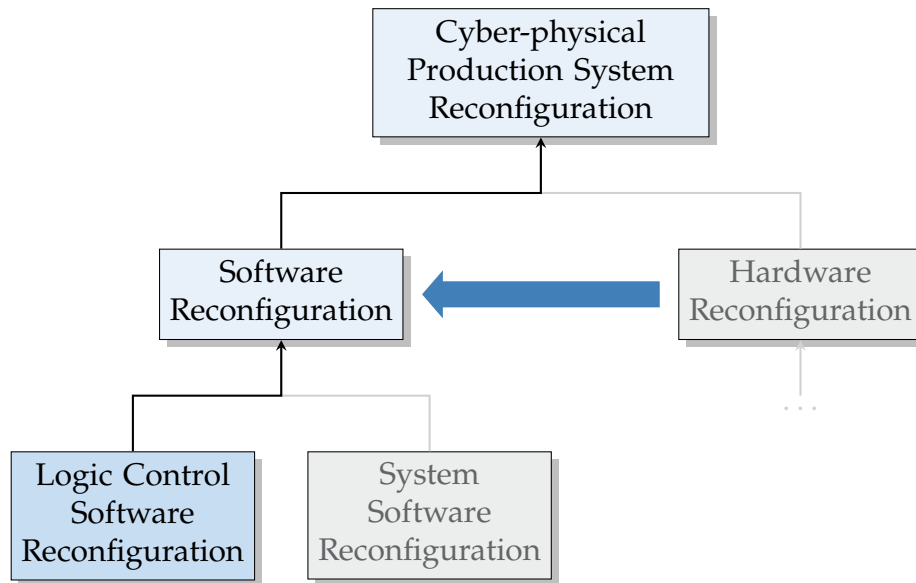 Cyber-physical
Production System
Reconfiguration
Software
Reconfiguration
Hardware
Reconfiguration
. . .
Logic Control
Software
Reconfiguration
System
Software
Reconfiguration